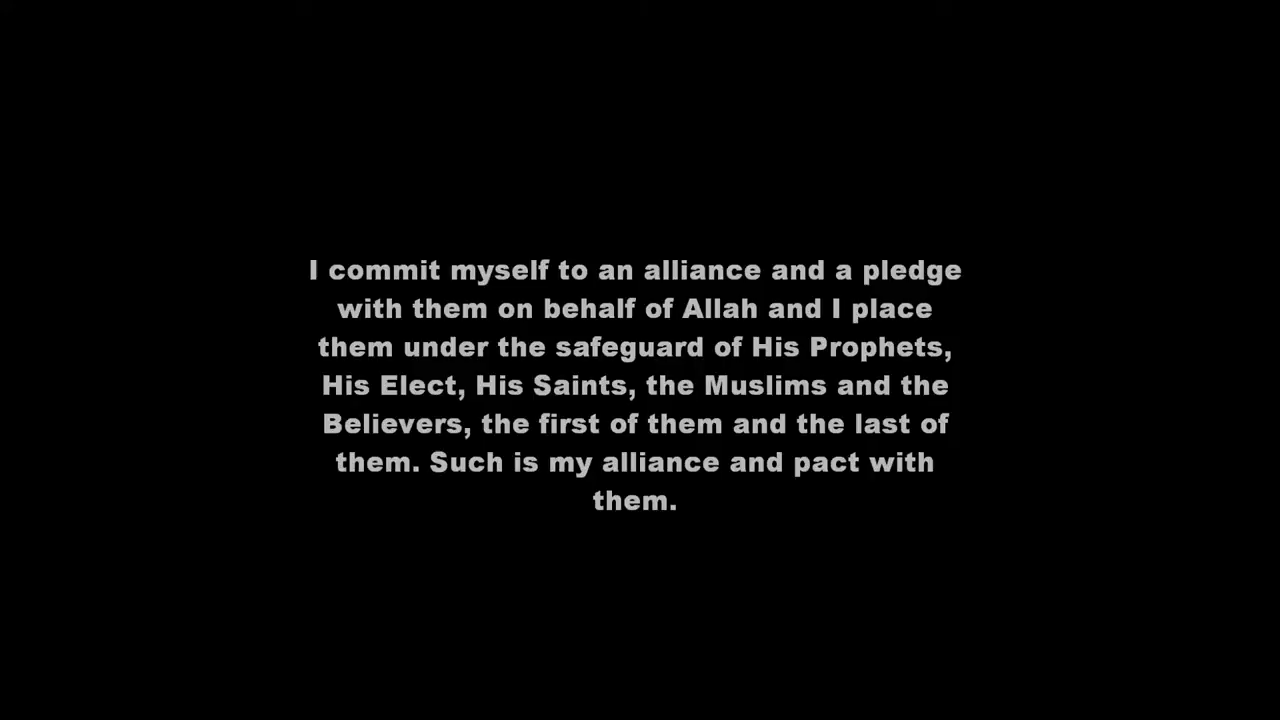 I commit myself to an alliance and a pledge
with them on behalf of Allah and I place
them under the safeguard of His Prophets,
His Elect, His Saints, the Muslims and the
Believers, the first of them and the last of
them. Such is my alliance and pact with
them.